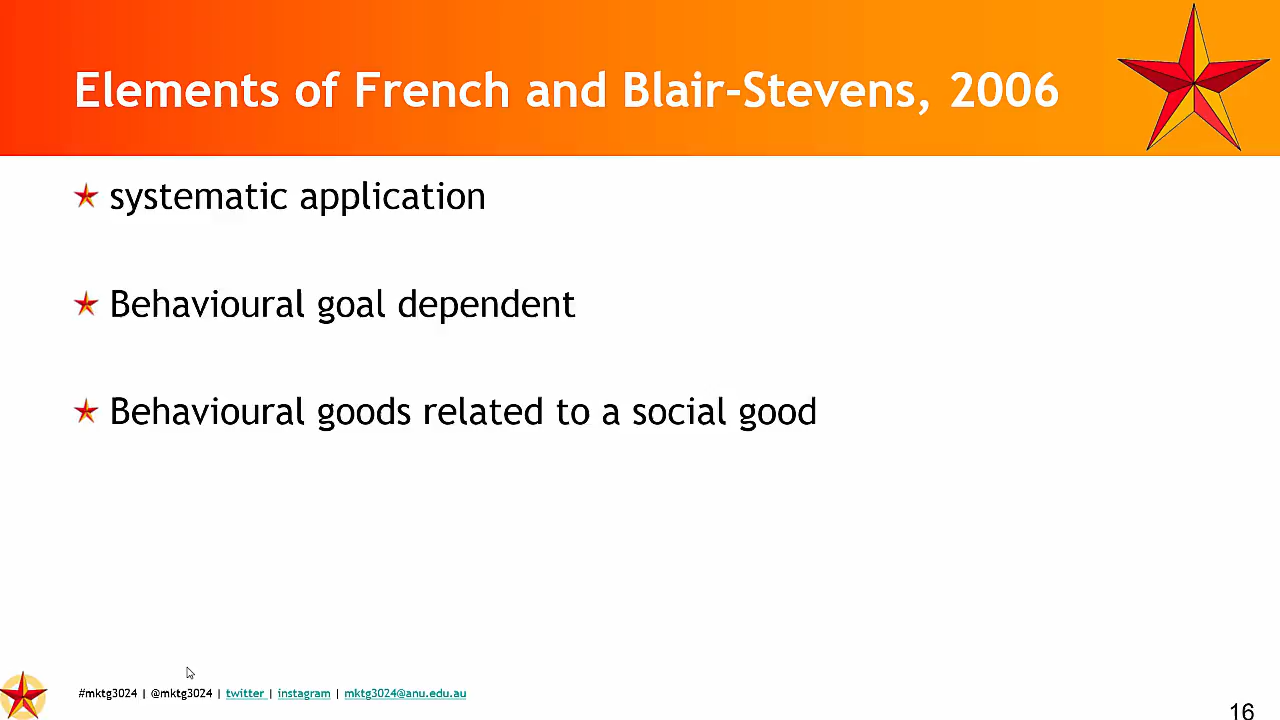 Elements of French and Blair-Stevens, 2006
systematic application
Behavioural goal dependent
Behavioural goods related to a social good
#mktg3024 | @mktg3024 | twitter | instagram | mktg3024@anu.edu.au
16